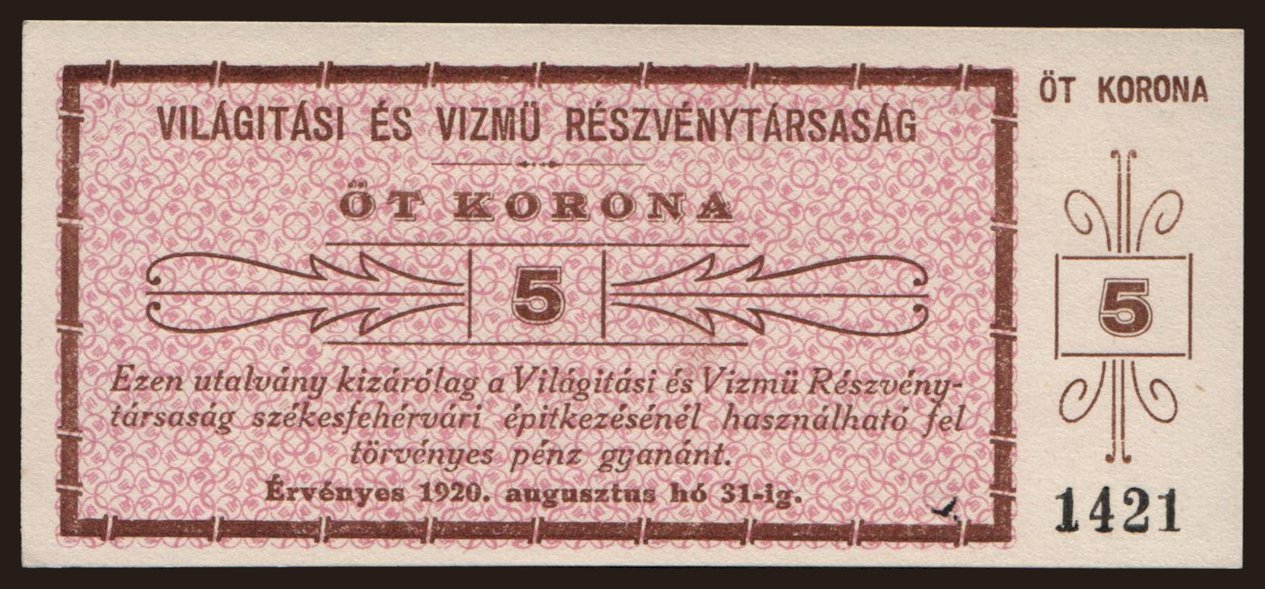 VILÁGITÁSI ÉS VIZMÜ RÉSZVÉNYTÁRSASÁG
ÖT KORONA
5
Ezen utalvány kizárólag a Világitási és Vizmü Részvény-
társaság székesfehérvári épitkezésénél használható fel
törvényes pénz gyanánt.
Érvényes 1920. augusztus hó 31-ig.
ÖT KORONA
5
1421